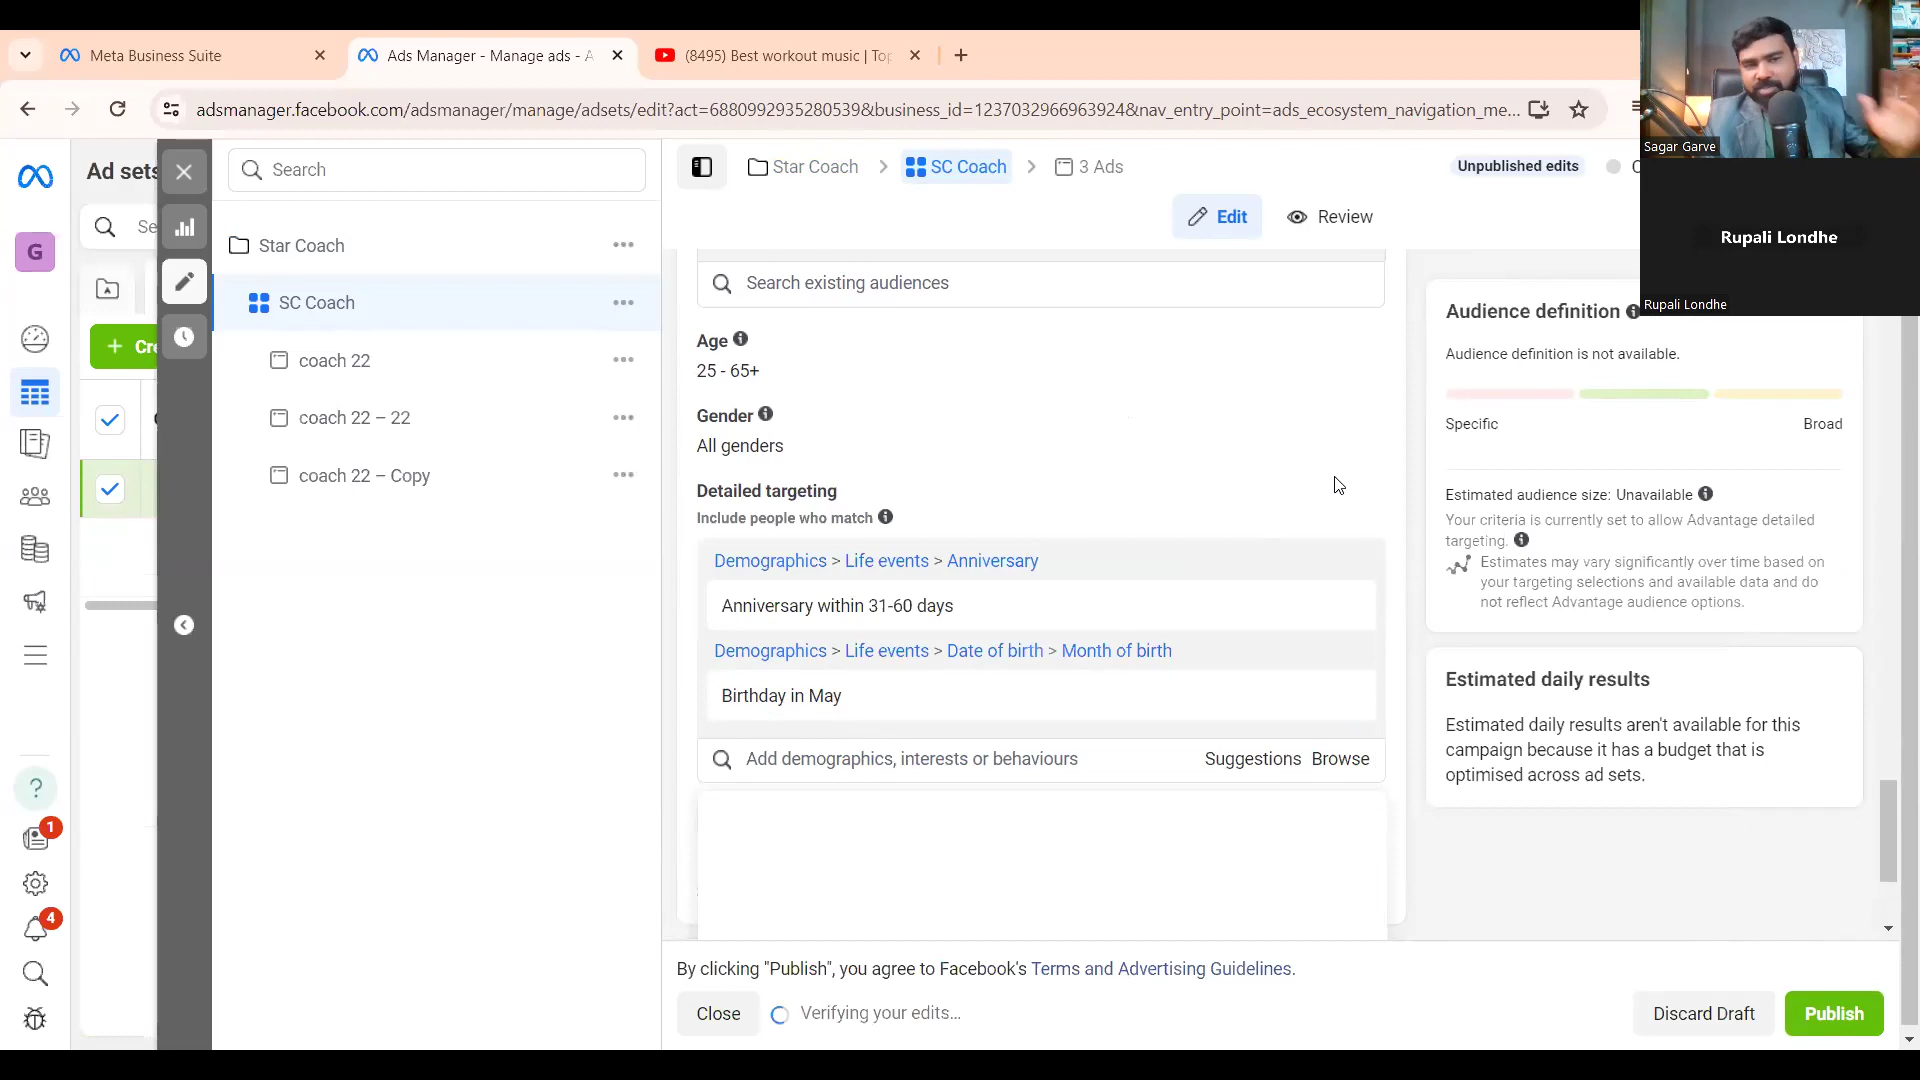 Meta Business Suite
Ads Manager - Manage ads - A
(8495) Best workout music | Top
adsmanager.facebook.com/adsmanager/manage/adsets/edit?act=6880992935280539&business_id=1237032966963924&nav_entry_point=ads_ecosystem_navigation_me...
Sagar Garve
Rupali Londhe
Rupali Londhe
Ad sets
Se
G
+ Cre
1
4
?
Search
Star Coach
SC Coach
coach 22
coach 22 – 22
coach 22 – Copy
Star Coach > SC Coach > 3 Ads
Unpublished edits
Edit
Review
Search existing audiences
Age
25 - 65+
Gender
All genders
Detailed targeting
Include people who match
Demographics > Life events > Anniversary
Anniversary within 31-60 days
Demographics > Life events > Date of birth > Month of birth
Birthday in May
Add demographics, interests or behaviours
Suggestions
Browse
Audience definition
Audience definition is not available.
Specific
Broad
Estimated audience size: Unavailable
Your criteria is currently set to allow Advantage detailed
targeting.
Estimates may vary significantly over time based on
your targeting selections and available data and do
not reflect Advantage audience options.
Estimated daily results
Estimated daily results aren't available for this
campaign because it has a budget that is
optimised across ad sets.
By clicking "Publish", you agree to Facebook's Terms and Advertising Guidelines.
Close
Verifying your edits...
Discard Draft
Publish